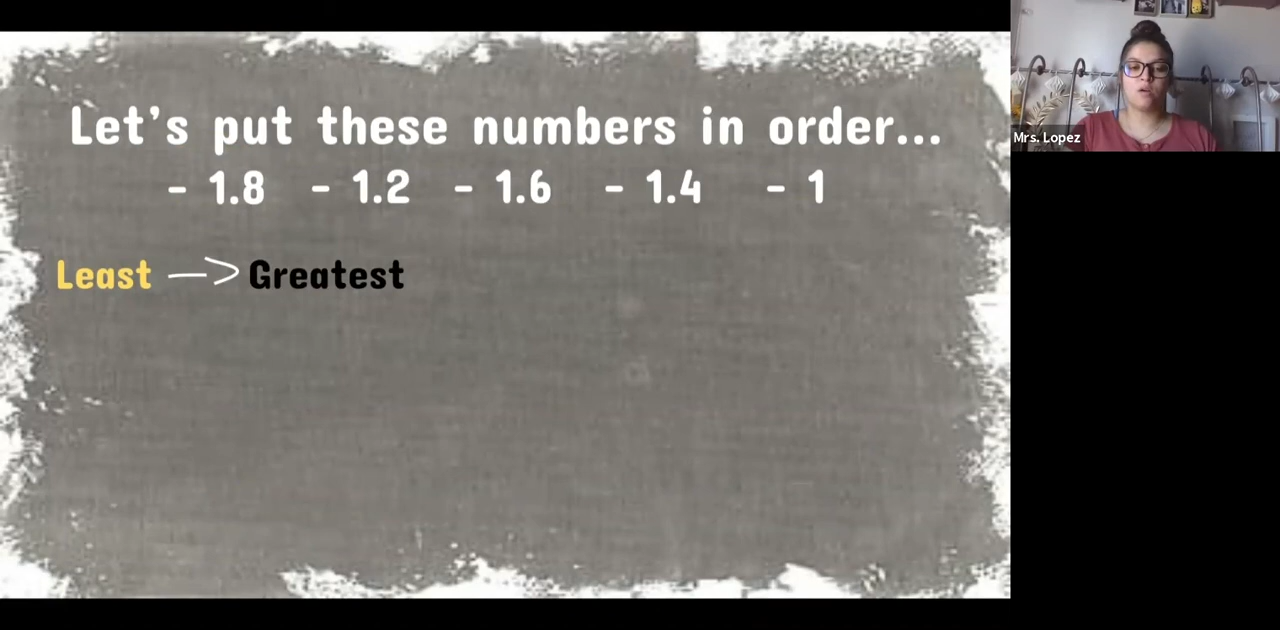 Let's put these numbers in order...
- 1.8 - 1.2 - 1.6 - 1.4 - 1
Least —> Greatest
Mrs. Lopez